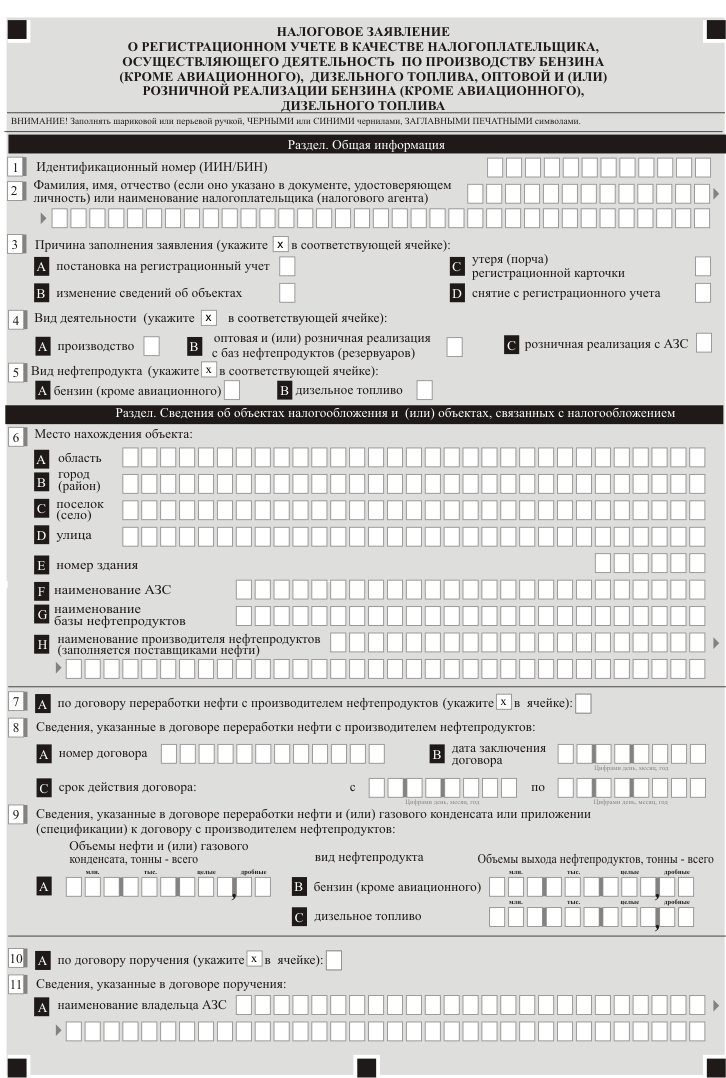 НАЛОГОВОЕ ЗАЯВЛЕНИЕ
О РЕГИСТРАЦИОННОМ УЧЕТЕ В КАЧЕСТВЕ НАЛОГОПЛАТЕЛЬЩИКА,
ОСУЩЕСТВЛЯЮЩЕГО ДЕЯТЕЛЬНОСТЬ ПО ПРОИЗВОДСТВУ БЕНЗИНА
(КРОМЕ АВИАЦИОННОГО), ДИЗЕЛЬНОГО ТОПЛИВА, ОПТОВОЙ И (ИЛИ)
РОЗНИЧНОЙ РЕАЛИЗАЦИИ БЕНЗИНА (КРОМЕ АВИАЦИОННОГО),
ДИЗЕЛЬНОГО ТОПЛИВА
ВНИМАНИЕ! Заполнять шариковой или перьевой ручкой, ЧЕРНЫМИ или СИНИМИ чернилами, ЗАГЛАВНЫМИ ПЕЧАТНЫМИ символами.
Раздел. Общая информация
1 Идентификационный номер (ИИН/БИН)
2 Фамилия, имя, отчество (если оно указано в документе, удостоверяющем
личность) или наименование налогоплательщика (налогового агента)
3 Причина заполнения заявления (укажите x в соответствующей ячейке):
A постановка на регистрационный учет
C утеря (порча)
регистрационной карточки
B изменение сведений об объектах
D снятие с регистрационного учета
4 Вид деятельности (укажите x в соответствующей ячейке):
A производство
B оптовая и (или) розничная реализация
с баз нефтепродуктов (резервуаров)
C розничная реализация с АЗС
5 Вид нефтепродукта (укажите x в соответствующей ячейке):
A бензин (кроме авиационного) B дизельное топливо
Раздел. Сведения об объектах налогообложения и (или) объектах, связанных с налогообложением
6 Место нахождения объекта:
A область
B город
(район)
C поселок
(село)
D улица
E номер здания
F наименование АЗС
G наименование
базы нефтепродуктов
H наименование производителя нефтепродуктов
(заполняется поставщиками нефти)
7 A по договору переработки нефти с производителем нефтепродуктов (укажите x в ячейке):
8 Сведения, указанные в договоре переработки нефти с производителем нефтепродуктов:
A номер договора
B дата заключения
договора
Цифрами день, месяц, год
C срок действия договора: с по
Цифрами день, месяц, год Цифрами день, месяц, год
9 Сведения, указанные в договоре переработки нефти и (или) газового конденсата или приложении
(спецификации) к договору с производителем нефтепродуктов:
Объемы нефти и (или) газового
конденсата, тонны - всего
вид нефтепродукта
Объемы выхода нефтепродуктов, тонны - всего
млн. тыс. целые дробные млн. тыс. целые дробные
A , B бензин (кроме авиационного) ,
млн. тыс. целые дробные
C дизельное топливо ,
10 A по договору поручения (укажите x в ячейке):
11 Сведения, указанные в договоре поручения:
A наименование владельца АЗС